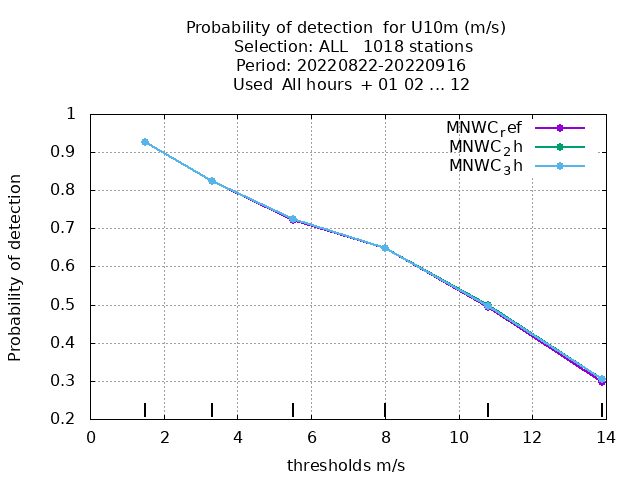 Probability of detection  for U10m (m/s)
Selection: ALL   1018 stations
Period: 20220822-20220916
Used  All hours  + 01 02 ... 12
MNWC_ref
MNWC_2h
MNWC_3h
Probability of detection
1
0.9
0.8
0.7
0.6
0.5
0.4
0.3
0.2
0 2 4 6 8 10 12 14
thresholds m/s